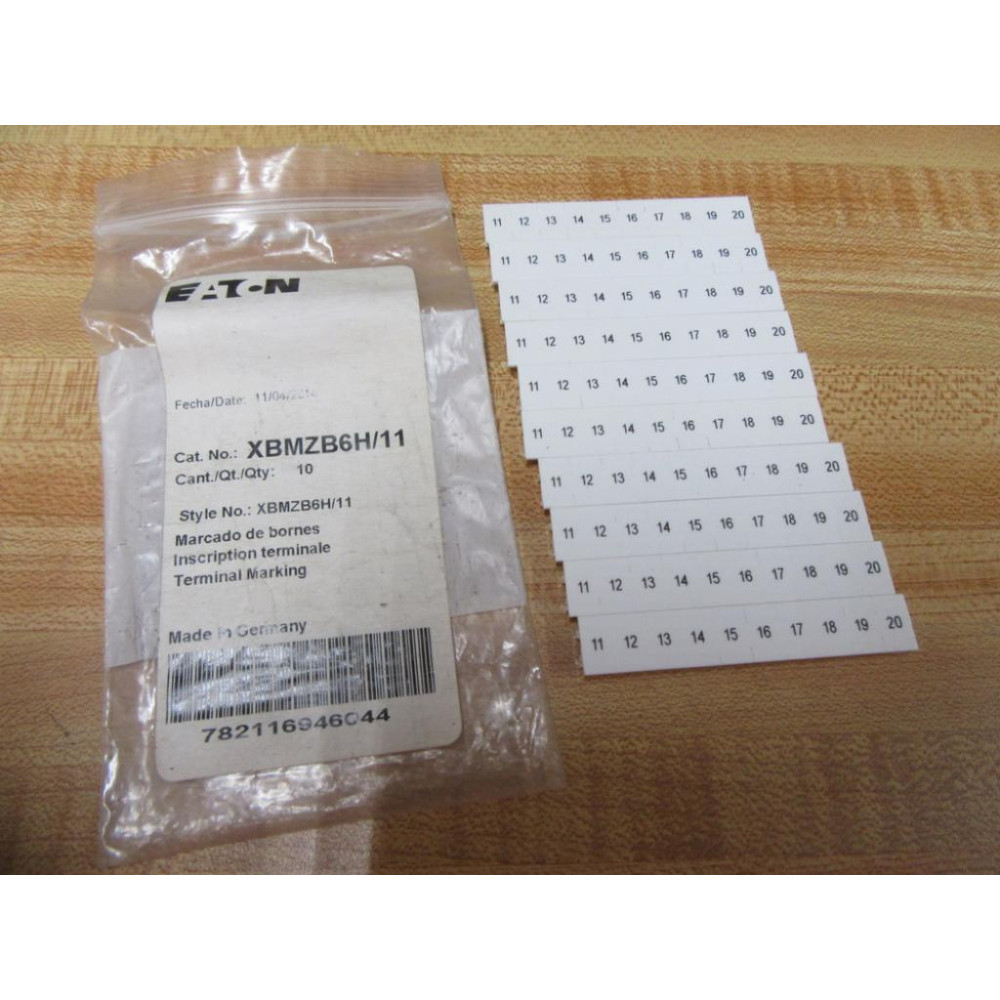 EATON
Fecha/Date: 11/04/2014
Cat. No.: XBMZB6H/11
Cant./Qt./Qty: 10
Style No.: XBMZB6H/11
Marcado de bornes
Inscription terminale
Terminal Marking
Made in Germany
782116946044
11 12 13 14 15 16 17 18 19 20
11 12 13 14 15 16 17 18 19 20
11 12 13 14 15 16 17 18 19 20
11 12 13 14 15 16 17 18 19 20
11 12 13 14 15 16 17 18 19 20
11 12 13 14 15 16 17 18 19 20
11 12 13 14 15 16 17 18 19 20
11 12 13 14 15 16 17 18 19 20
11 12 13 14 15 16 17 18 19 20
11 12 13 14 15 16 17 18 19 20